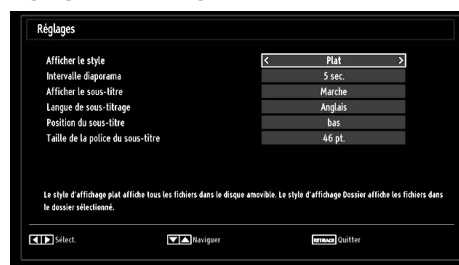 Réglages
Afficher le style < Plat >
Intervalle diaporama 5 sec.
Afficher le sous-titre Marche
Langue de sous-titrage Anglais
Position du sous-titre bas
Taille de la police du sous-titre 46 pt.
Le style d'affichage plat affiche tous les fichiers dans le disque amovible. Le style d'affichage Dossier affiche les fichiers dans
le dossier sélectionné.
Sélect. Naviguer Quitter